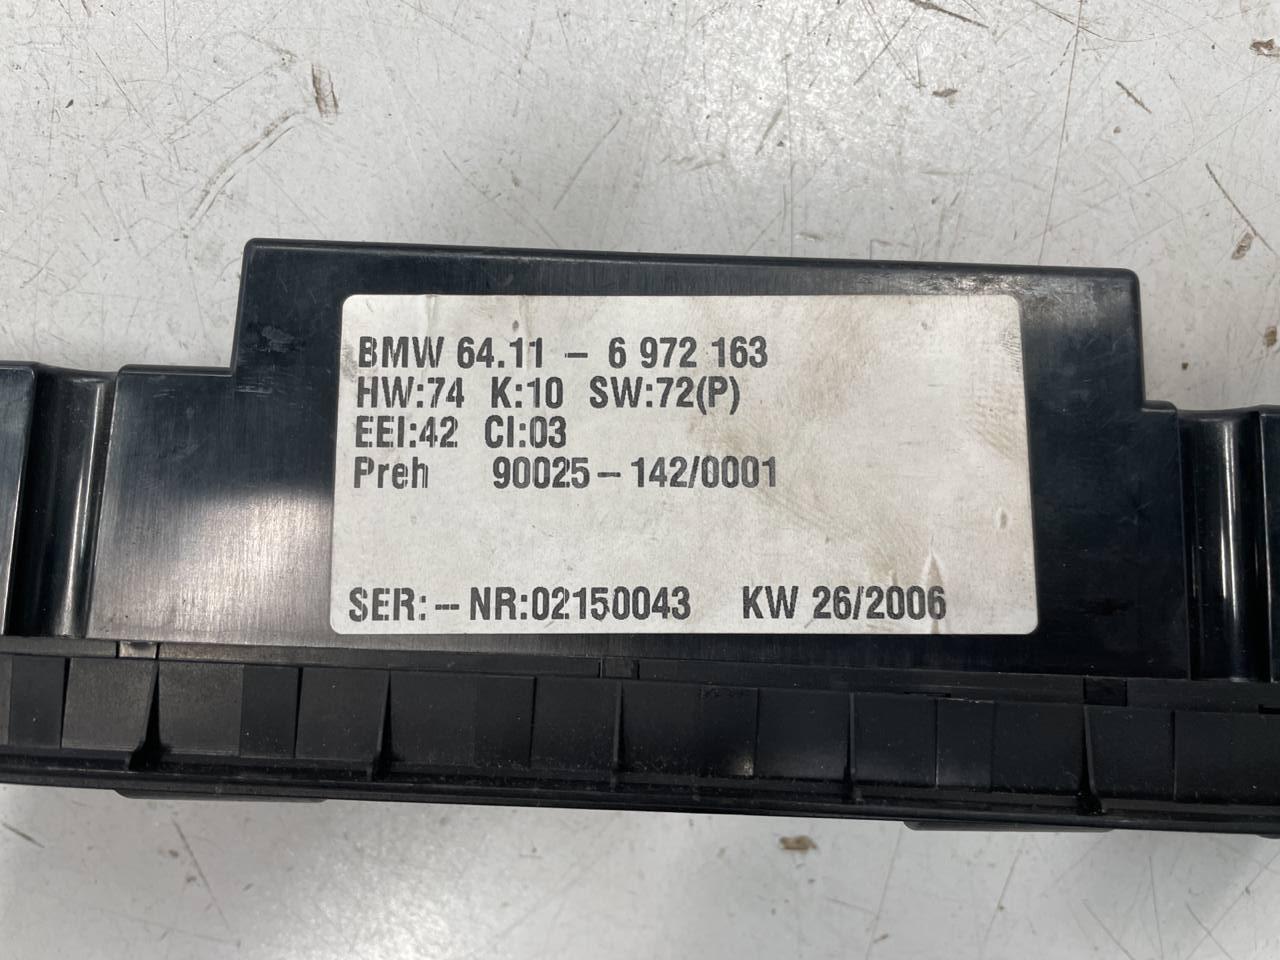 BMW 64.11 - 6 972 163
HW:74 K:10 SW:72(P)
EEI:42 CI:03
Preh 90025-142/0001
SER:--NR:02150043 KW 26/2006